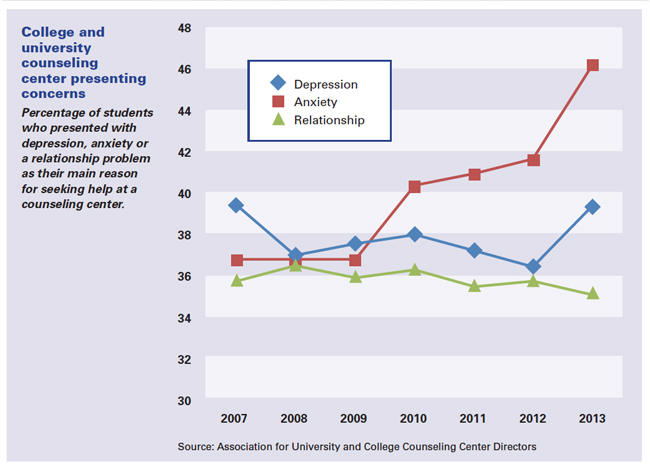 College and
university
counseling
center presenting
concerns
Percentage of students
who presented with
depression, anxiety or
a relationship problem
as their main reason
for seeking help at a
counseling center.
48
46
44
42
40
38
36
34
32
30
Depression
Anxiety
Relationship
2007 2008 2009 2010 2011 2012 2013
Source: Association for University and College Counseling Center Directors